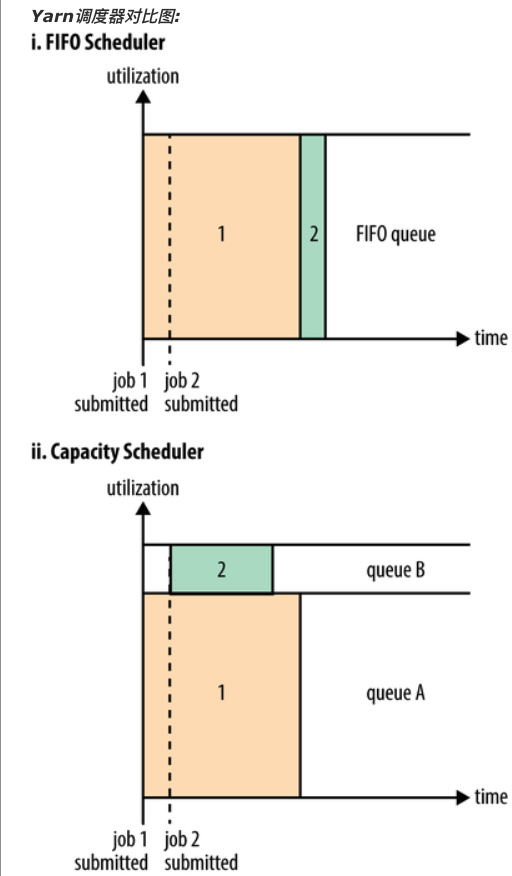 Yarn调度器对比图:
i. FIFO Scheduler
utilization
1
2
FIFO queue
time
job 1 job 2
submitted submitted
ii. Capacity Scheduler
utilization
2
queue B
1
queue A
time
job 1 job 2
submitted submitted